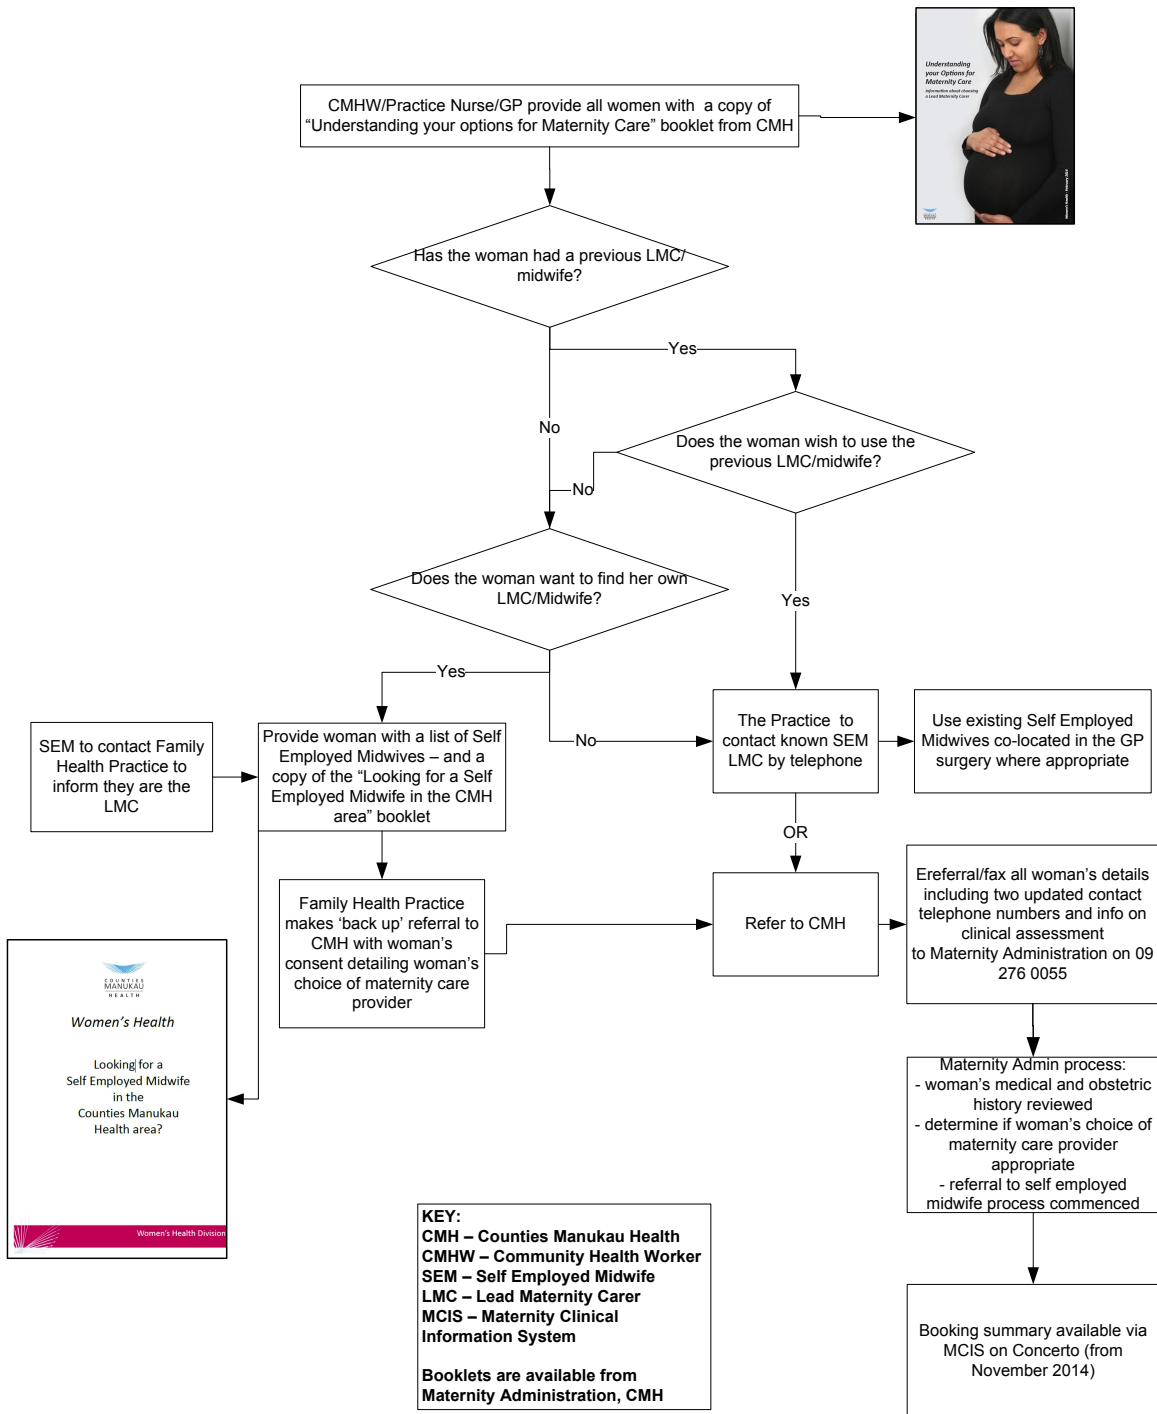 CMHW/Practice Nurse/GP provide all women with a copy of
“Understanding your options for Maternity Care” booklet from CMH
Understanding
your Options for
Maternity Care
Information about choosing
a Lead Maternity Carer
COUNTIES
MANUKAU
HEALTH
Has the woman had a previous LMC/
midwife?
Yes
No
Does the woman wish to use the
previous LMC/midwife?
No
Yes
Does the woman want to find her own
LMC/Midwife?
Yes
No
SEM to contact Family
Health Practice to
inform they are the
LMC
Provide woman with a list of Self
Employed Midwives – and a
copy of the “Looking for a Self
Employed Midwife in the CMH
area” booklet
The Practice to
contact known SEM
LMC by telephone
Use existing Self Employed
Midwives co-located in the GP
surgery where appropriate
OR
Family Health Practice
makes ‘back up’ referral to
CMH with woman’s
consent detailing woman’s
choice of maternity care
provider
Refer to CMH
Ereferral/fax all woman’s details
including two updated contact
telephone numbers and info on
clinical assessment
to Maternity Administration on 09
276 0055
COUNTIES
MANUKAU
HEALTH
Women’s Health
Looking for a
Self Employed Midwife
in the
Counties Manukau
Health area?
Women’s Health Division
Maternity Admin process:
- woman’s medical and obstetric
history reviewed
- determine if woman’s choice of
maternity care provider
appropriate
- referral to self employed
midwife process commenced
KEY:
CMH – Counties Manukau Health
CMHW – Community Health Worker
SEM – Self Employed Midwife
LMC – Lead Maternity Carer
MCIS – Maternity Clinical
Information System
Booklets are available from
Maternity Administration, CMH
Booking summary available via
MCIS on Concerto (from
November 2014)